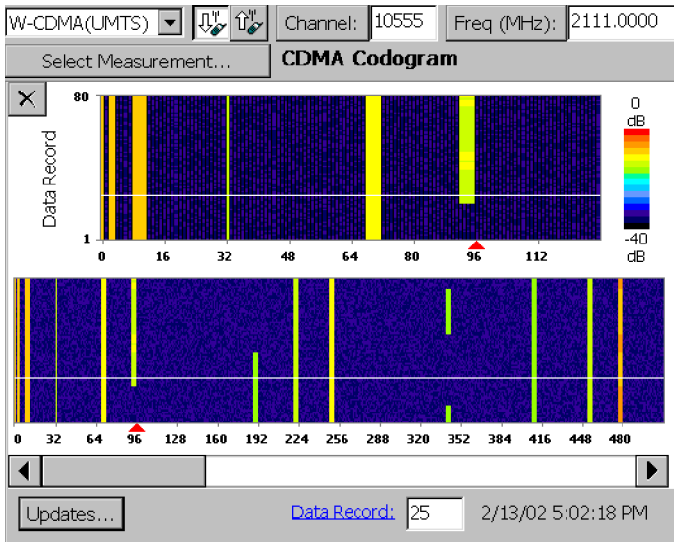 W-CDMA(UMTS) Channel: 10555 Freq (MHz): 2111.0000
Select Measurement... CDMA Codogram
80
Data Record
1
0 16 32 48 64 80 96 112
0
dB
-40
dB
0 32 64 96 128 160 192 224 256 288 320 352 384 416 448 480
Updates... Data Record: 25 2/13/02 5:02:18 PM